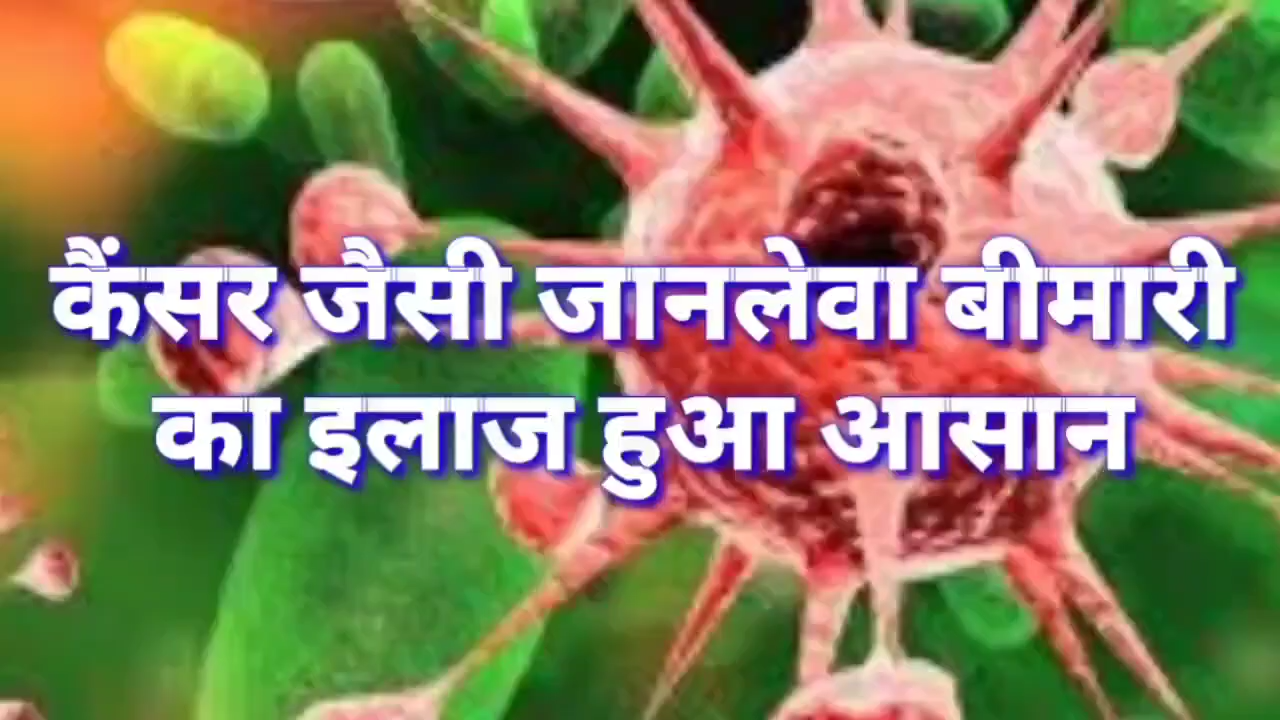 कैंसर जैसी जानलेवा बीमारी
का इलाज हुआ आसान